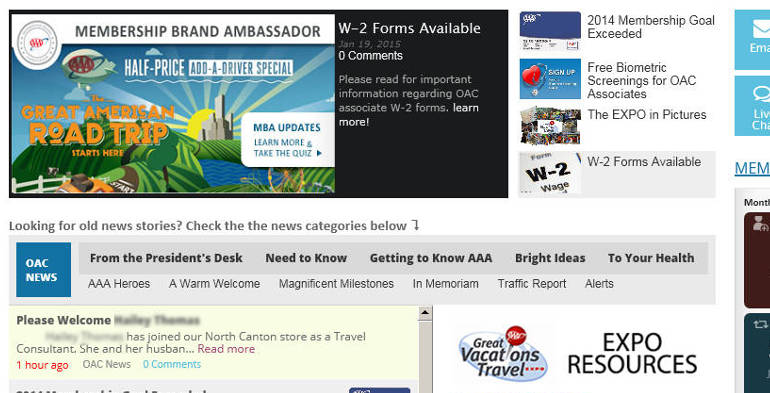 MEMBERSHIP BRAND AMBASSADOR
HALF-PRICE ADD-A-DRIVER SPECIAL
The
GREAT AMERICAN
ROAD TRIP
STARTS HERE
MBA UPDATES
LEARN MORE &
TAKE THE QUIZ
W-2 Forms Available
Jan 19, 2015
0 Comments
Please read for important
information regarding OAC
associate W-2 forms. learn
more!
2014 Membership Goal
Exceeded
SIGN UP
Free Biometric
Screenings for OAC
Associates
The EXPO in Pictures
Form
W-2
Wage
W-2 Forms Available
Ema
Live
Cha
MEM
Month
Looking for old news stories? Check the the news categories below
OAC
NEWS
From the President's Desk Need to Know Getting to Know AAA Bright Ideas To Your Health
AAA Heroes A Warm Welcome Magnificent Milestones In Memoriam Traffic Report Alerts
Please Welcome Hailey Thomas
Hailey Thomas has joined our North Canton store as a Travel
Consultant. She and her husban... Read more
1 hour ago OAC News 0 Comments
Great
Vacations
Travel
EXPO
RESOURCES